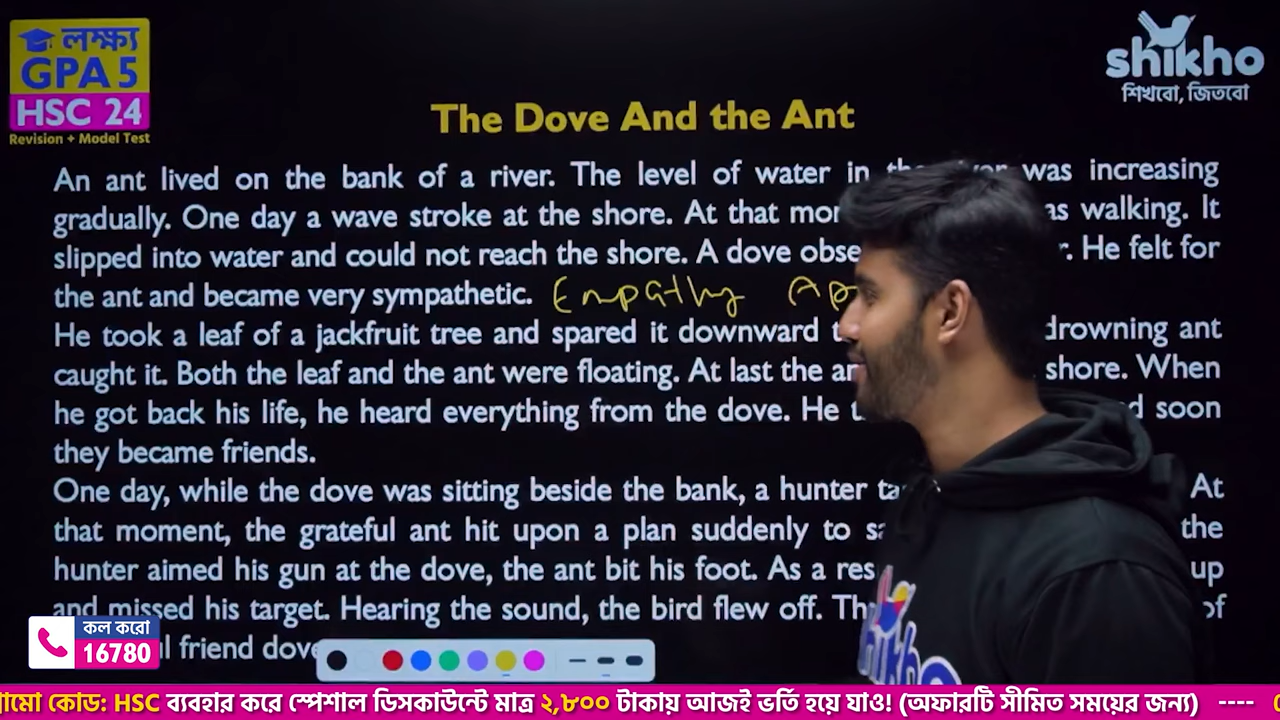 লক্ষ্য
GPA 5
HSC 24
Revision + Model Test
shikho
শিখবো, জিতবো
The Dove And the Ant
An ant lived on the bank of a river. The level of water in was increasing
gradually. One day a wave stroke at the shore. At that walking. It
slipped into water and could not reach the shore. A dove He felt for
the ant and became very sympathetic. Empathy
He took a leaf of a jackfruit tree and spared it downward drowning ant
caught it. Both the leaf and the ant were floating. At last the shore. When
he got back his life, he heard everything from the dove. He soon
they became friends.
One day, while the dove was sitting beside the bank, a hunter At
that moment, the grateful ant hit upon a plan suddenly to the
hunter aimed his gun at the dove, the ant bit his foot. As a up
and missed his target. Hearing the sound, the bird flew off. of
friend dove
কল করো
16780
কোড: HSC ব্যবহার করে স্পেশাল ডিসকাউন্টে মাত্র ২,৮০০ টাকায় আজই ভর্তি হয়ে যাও! (অফারটি সীমিত সময়ের জন্য) ----